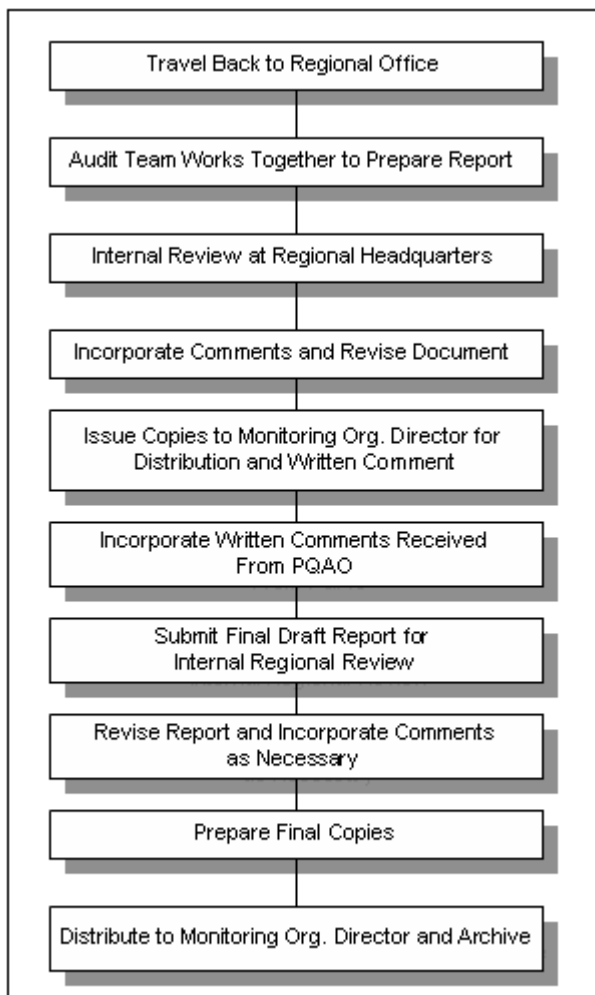 Travel Back to Regional Office
Audit Team Works Together to Prepare Report
Internal Review at Regional Headquarters
Incorporate Comments and Revise Document
Issue Copies to Monitoring Org. Director for
Distribution and Written Comment
Incorporate Written Comments Received
From PQAO
Submit Final Draft Report for
Internal Regional Review
Revise Report and Incorporate Comments
as Necessary
Prepare Final Copies
Distribute to Monitoring Org. Director and Archive